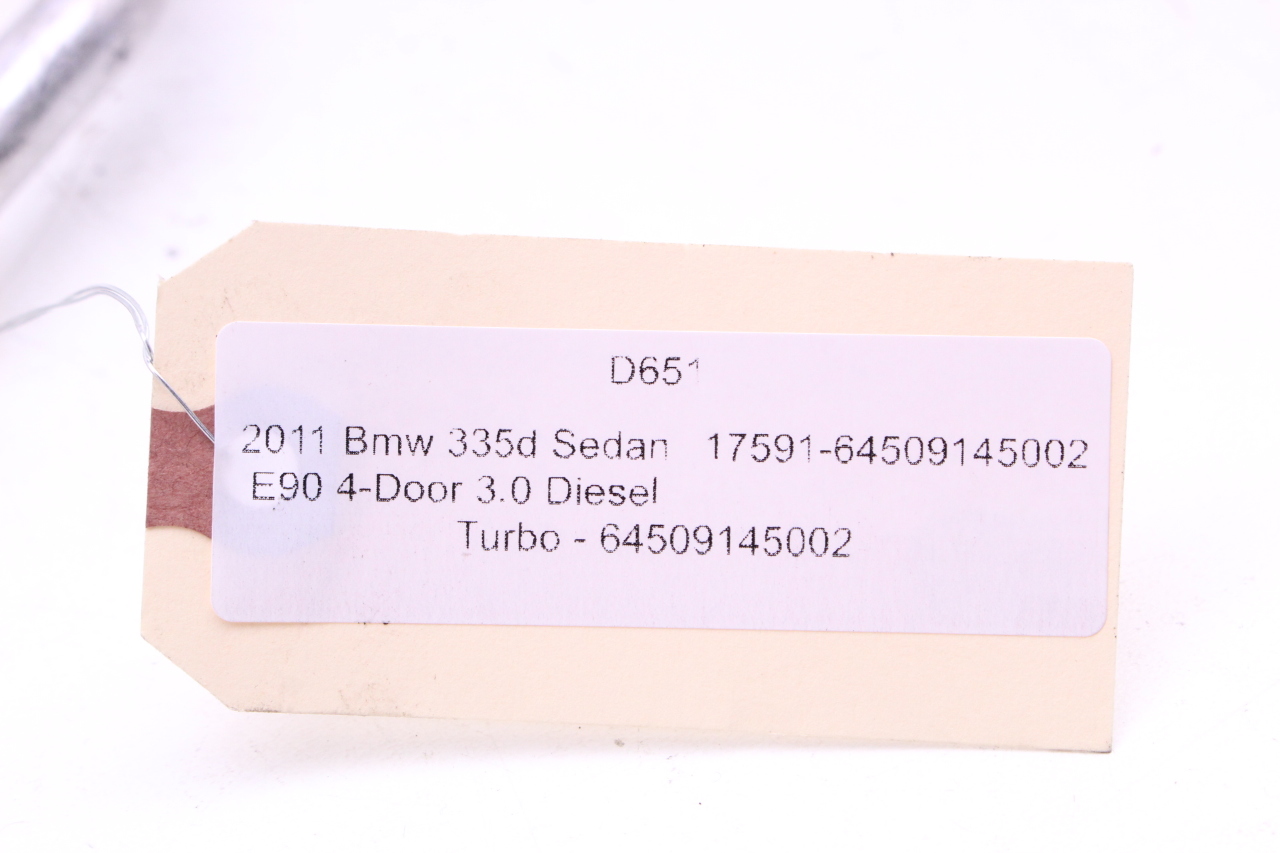 D651
2011 Bmw 335d Sedan 17591-64509145002
E90 4-Door 3.0 Diesel
Turbo - 64509145002